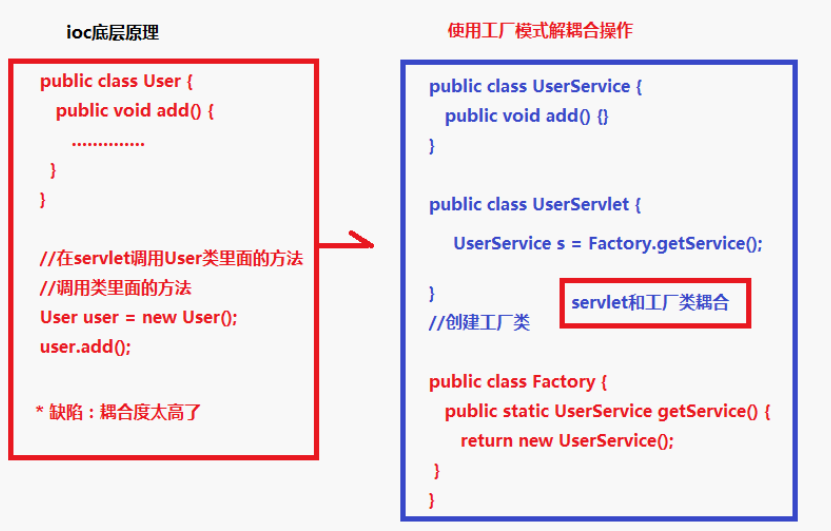 ioc底层原理
public class User {
public void add() {
..............
}
}
//在servlet调用User类里面的方法
//调用类里面的方法
User user = new User();
user.add();
* 缺陷：耦合度太高了
使用工厂模式解耦合操作
public class UserService {
public void add() {}
}
public class UserServlet {
UserService s = Factory.getService();
}
servlet和工厂类耦合
//创建工厂类
public class Factory {
public static UserService getService() {
return new UserService();
}
}